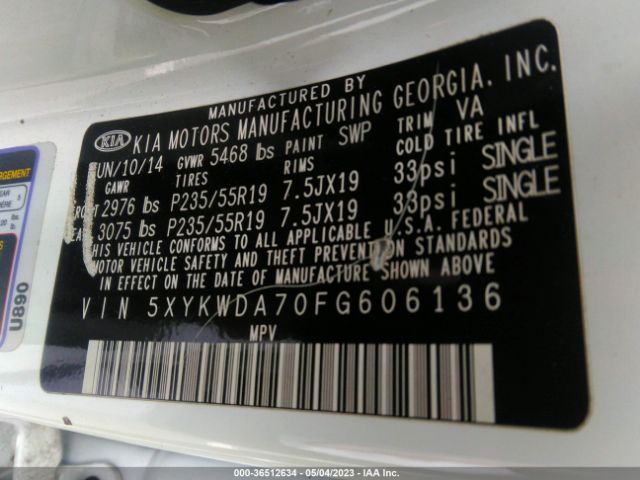 MANUFACTURED BY
KIA KIA MOTORS MANUFACTURING GEORGIA, INC.
UN/10/14 GVWR 5468 lbs PAINT SWP TRIM VA
GAWR TIRES RIMS COLD TIRE INFL
2976 lbs P235/55R19 7.5JX19 33psi SINGLE
3075 lbs P235/55R19 7.5JX19 33psi SINGLE
THIS VEHICLE CONFORMS TO ALL APPLICABLE U.S.A. FEDERAL
MOTOR VEHICLE SAFETY AND THEFT PREVENTION STANDARDS
IN EFFECT ON THE DATE OF MANUFACTURE SHOWN ABOVE
VIN 5XYKWDA70FG606136
MPV
U890
000-36512634 - 05/04/2023 - IAA Inc.